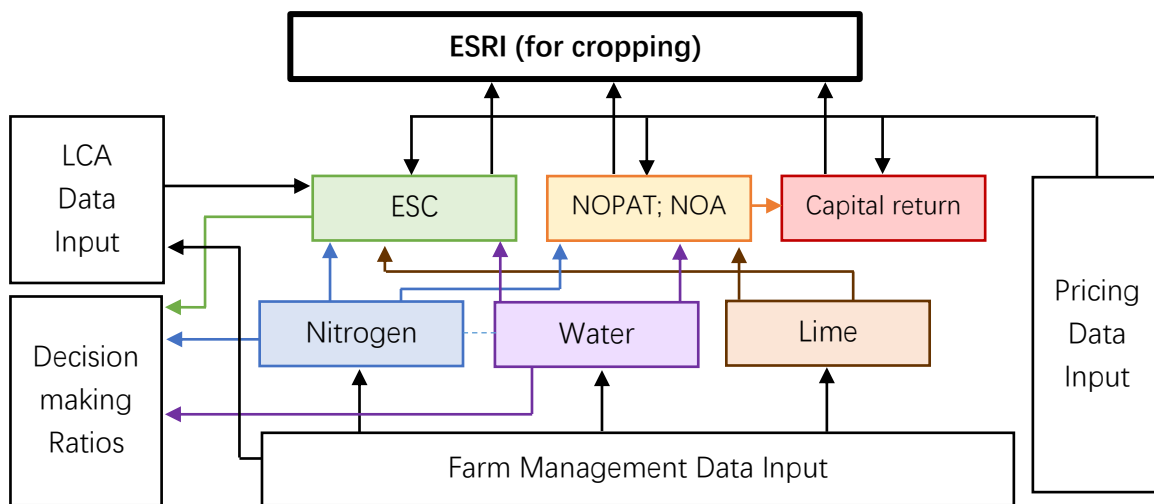 ESRI (for cropping)
LCA
Data
Input
ESC
NOPAT; NOA
Capital return
Pricing
Data
Input
Nitrogen
Water
Lime
Decision
making
Ratios
Farm Management Data Input